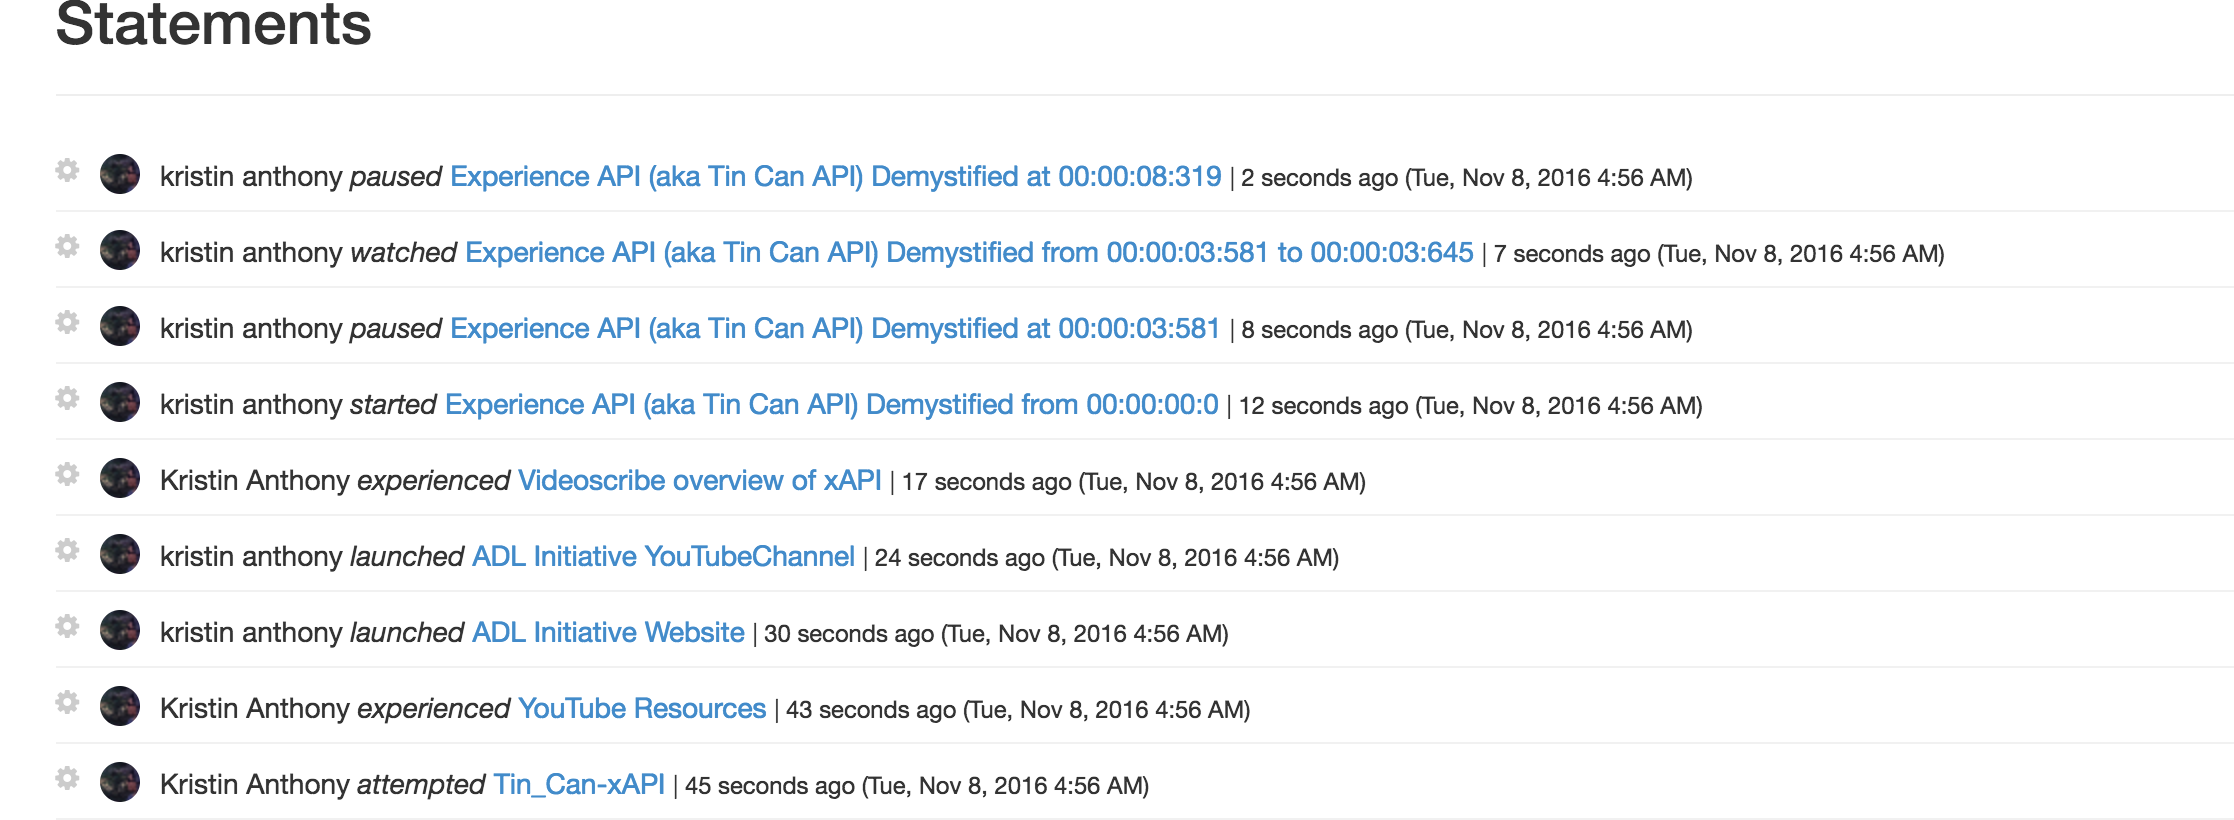 Statements
kristin anthony paused Experience API (aka Tin Can API) Demystified at 00:00:08:319 | 2 seconds ago (Tue, Nov 8, 2016 4:56 AM)
kristin anthony watched Experience API (aka Tin Can API) Demystified from 00:00:03:581 to 00:00:03:645 | 7 seconds ago (Tue, Nov 8, 2016 4:56 AM)
kristin anthony paused Experience API (aka Tin Can API) Demystified at 00:00:03:581 | 8 seconds ago (Tue, Nov 8, 2016 4:56 AM)
kristin anthony started Experience API (aka Tin Can API) Demystified from 00:00:00:0 | 12 seconds ago (Tue, Nov 8, 2016 4:56 AM)
Kristin Anthony experienced Videoscribe overview of xAPI | 17 seconds ago (Tue, Nov 8, 2016 4:56 AM)
kristin anthony launched ADL Initiative YouTubeChannel | 24 seconds ago (Tue, Nov 8, 2016 4:56 AM)
kristin anthony launched ADL Initiative Website | 30 seconds ago (Tue, Nov 8, 2016 4:56 AM)
Kristin Anthony experienced YouTube Resources | 43 seconds ago (Tue, Nov 8, 2016 4:56 AM)
Kristin Anthony attempted Tin_Can-xAPI | 45 seconds ago (Tue, Nov 8, 2016 4:56 AM)